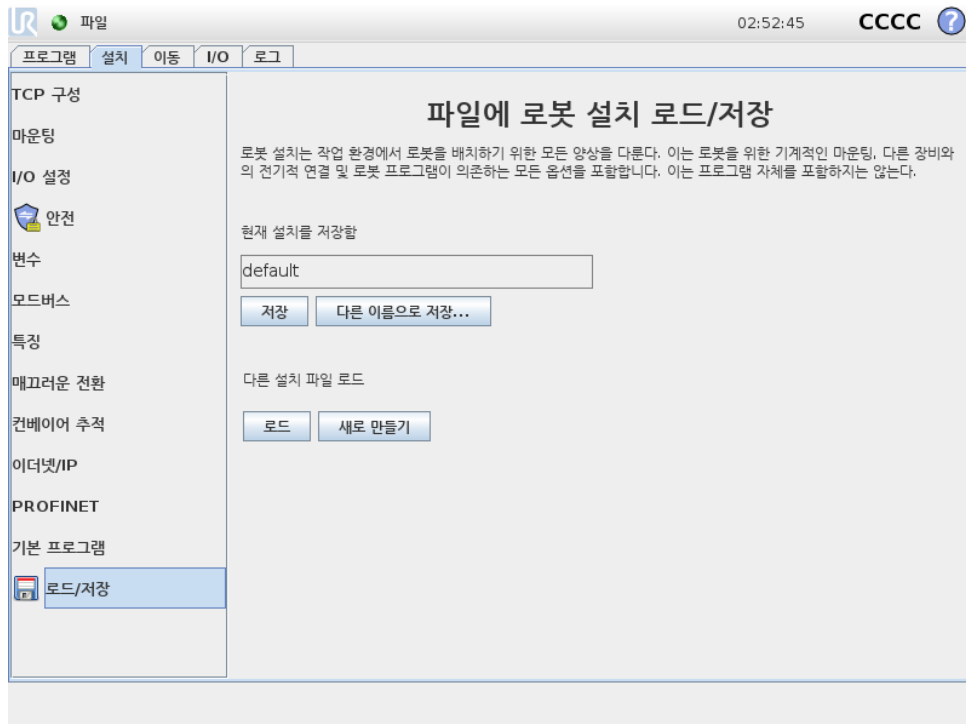 UR 파일 02:52:45 CCCC ?
프로그램 설치 이동 I/O 로그
TCP 구성
마운팅
I/O 설정
안전
변수
모드버스
특징
매끄러운 전환
컨베이어 추적
이더넷/IP
PROFINET
기본 프로그램
로드/저장
파일에 로봇 설치 로드/저장
로봇 설치는 작업 환경에서 로봇을 배치하기 위한 모든 양상을 다룬다. 이는 로봇을 위한 기계적인 마운팅, 다른 장비와
의 전기적 연결 및 로봇 프로그램이 의존하는 모든 옵션을 포함합니다. 이는 프로그램 자체를 포함하지는 않는다.
현재 설치를 저장함
default
저장 다른 이름으로 저장...
다른 설치 파일 로드
로드 새로 만들기